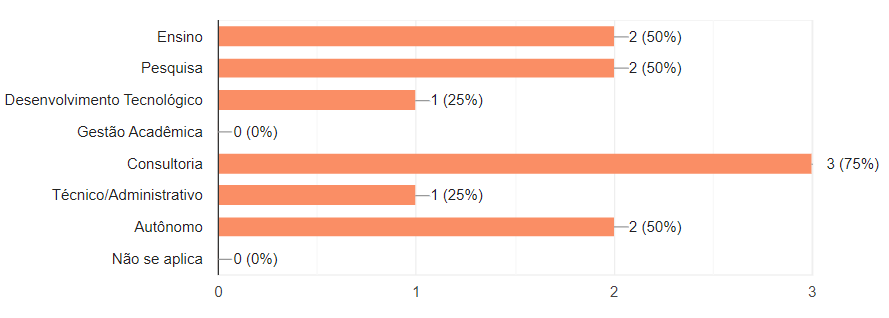 Ensino 2 (50%)
Pesquisa 2 (50%)
Desenvolvimento Tecnológico 1 (25%)
Gestão Acadêmica 0 (0%)
Consultoria 3 (75%)
Técnico/Administrativo 1 (25%)
Autônomo 2 (50%)
Não se aplica 0 (0%)
0 1 2 3